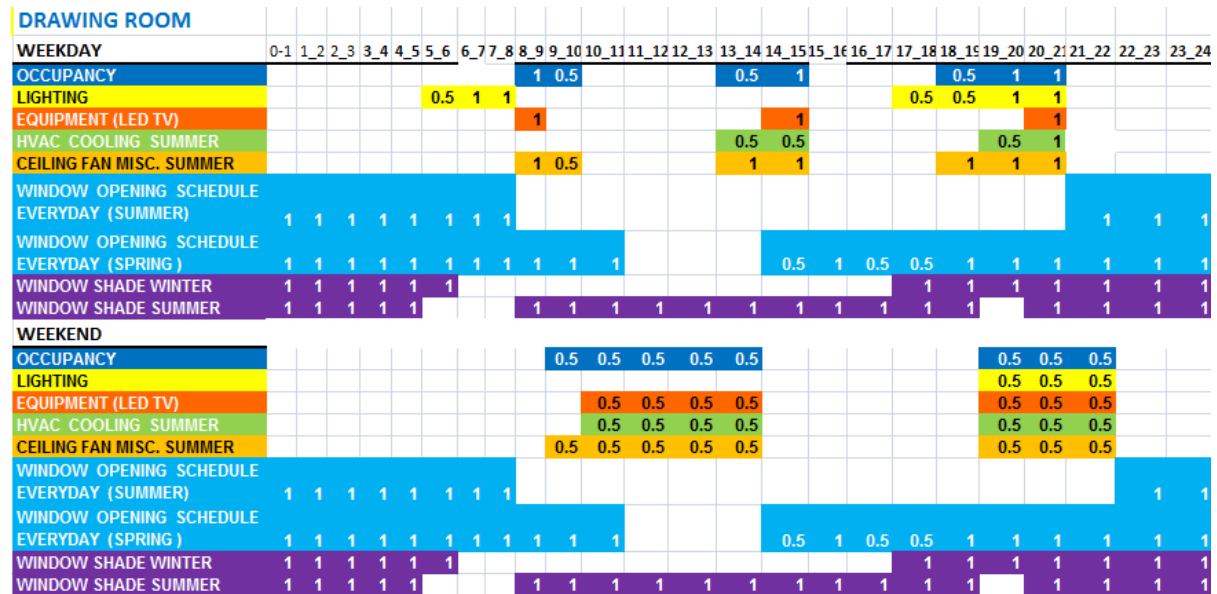 DRAWING ROOM
WEEKDAY 0-1 1_2 2_3 3_4 4_5 5_6 6_7 7_8 8_9 9_10 10_11 11_12 12_13 13_14 14_15 15_16 16_17 17_18 18_19 19_20 20_21 21_22 22_23 23_24
OCCUPANCY 1 0.5 0.5 1 0.5 1 1
LIGHTING 0.5 1 1 0.5 0.5 1 1
EQUIPMENT (LED TV) 1 1 1
HVAC COOLING SUMMER 0.5 0.5 0.5 1
CEILING FAN MISC. SUMMER 1 0.5 1 1 1 1 1
WINDOW OPENING SCHEDULE
EVERYDAY (SUMMER) 1 1 1 1 1 1 1 1 1 1 1
WINDOW OPENING SCHEDULE
EVERYDAY (SPRING ) 1 1 1 1 1 1 1 1 1 1 1 0.5 1 0.5 0.5 1 1 1 1 1 1
WINDOW SHADE WINTER 1 1 1 1 1 1 1 1 1 1 1 1 1
WINDOW SHADE SUMMER 1 1 1 1 1 1 1 1 1 1 1 1 1 1 1 1 1 1 1 1
WEEKEND
OCCUPANCY 0.5 0.5 0.5 0.5 0.5 0.5 0.5 0.5
LIGHTING 0.5 0.5 0.5
EQUIPMENT (LED TV) 0.5 0.5 0.5 0.5 0.5 0.5 0.5
HVAC COOLING SUMMER 0.5 0.5 0.5 0.5 0.5 0.5 0.5
CEILING FAN MISC. SUMMER 0.5 0.5 0.5 0.5 0.5 0.5 0.5 0.5
WINDOW OPENING SCHEDULE
EVERYDAY (SUMMER) 1 1 1 1 1 1 1 1 1 1
WINDOW OPENING SCHEDULE
EVERYDAY (SPRING ) 1 1 1 1 1 1 1 1 1 1 1 0.5 1 0.5 0.5 1 1 1 1 1 1
WINDOW SHADE WINTER 1 1 1 1 1 1 1 1 1 1 1 1 1
WINDOW SHADE SUMMER 1 1 1 1 1 1 1 1 1 1 1 1 1 1 1 1 1 1 1 1